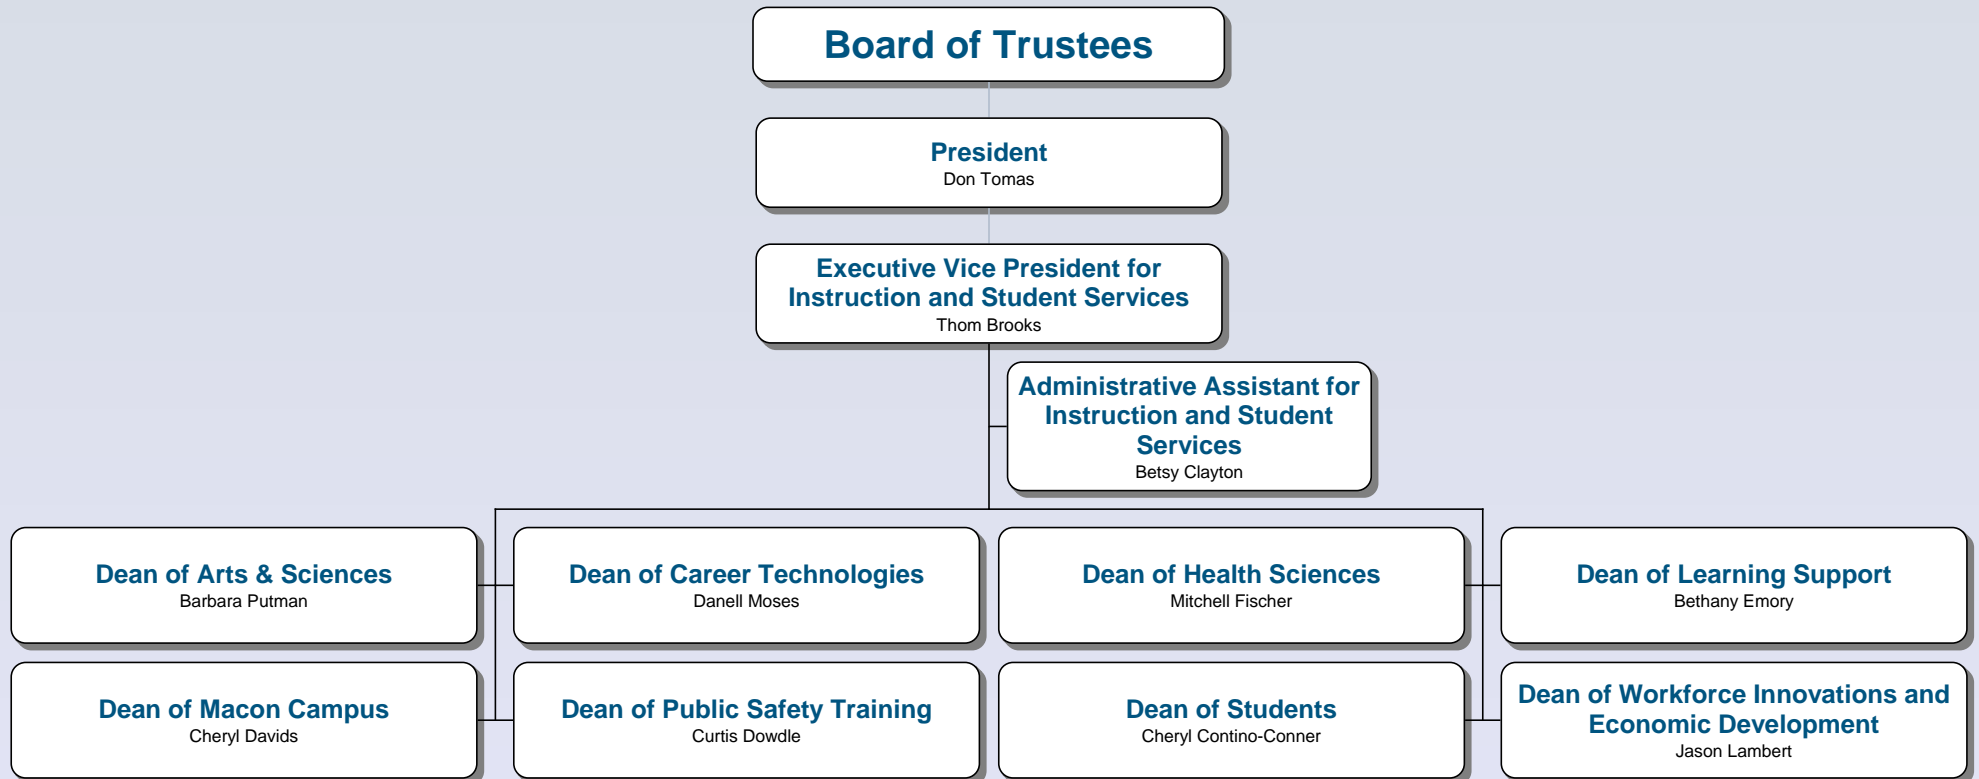 Board of Trustees
President
Don Tomas
Executive Vice President for
Instruction and Student Services
Thom Brooks
Administrative Assistant for
Instruction and Student
Services
Betsy Clayton
Dean of Arts & Sciences
Barbara Putman
Dean of Career Technologies
Danell Moses
Dean of Health Sciences
Mitchell Fischer
Dean of Learning Support
Bethany Emory
Dean of Macon Campus
Cheryl Davids
Dean of Public Safety Training
Curtis Dowdle
Dean of Students
Cheryl Contino-Conner
Dean of Workforce Innovations and
Economic Development
Jason Lambert